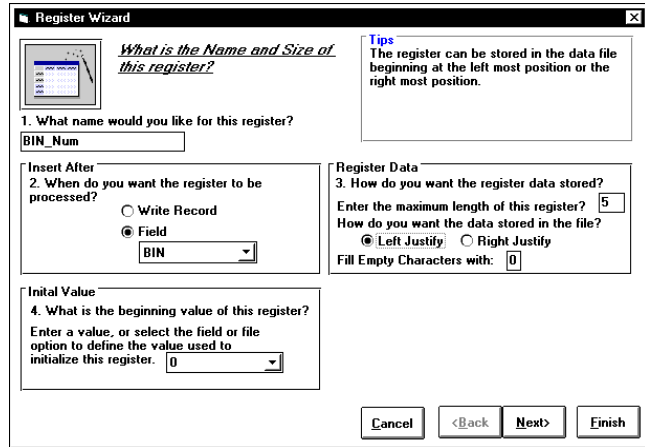 Register Wizard
What is the Name and Size of
this register?
Tips
The register can be stored in the data file
beginning at the left most position or the
right most position.
1. What name would you like for this register?
BIN_Num
Insert After
2. When do you want the register to be
processed?
Write Record
Field
BIN
Register Data
3. How do you want the register data stored?
Enter the maximum length of this register? 5
How do you want the data stored in the file?
Left Justify Right Justify
Fill Empty Characters with: 0
Inital Value
4. What is the beginning value of this register?
Enter a value, or select the field or file
option to define the value used to
initialize this register. 0
Cancel <Back Next> Finish